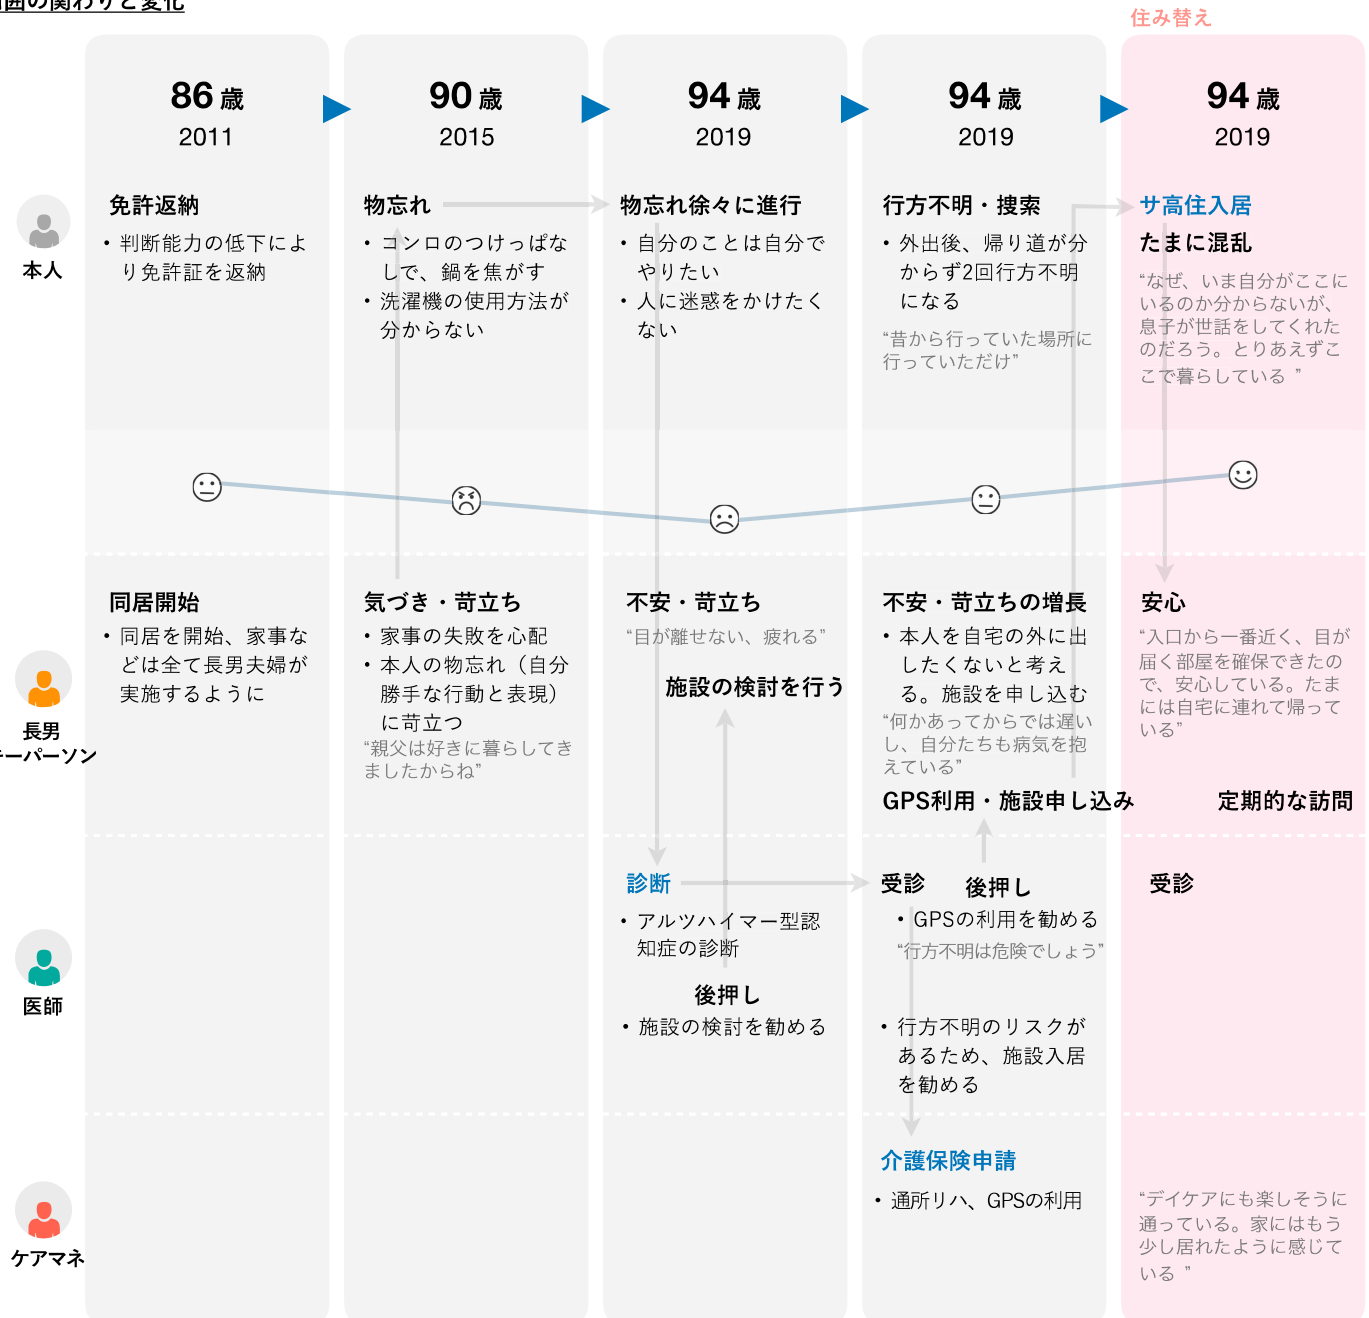 囲の関わりと変化
住み替え
86 歳
2011
90 歳
2015
94 歳
2019
94 歳
2019
94 歳
2019
本人
免許返納
• 判断能力の低下によ
り免許証を返納
物忘れ
• コンロのつけっぱな
しで、鍋を焦がす
• 洗濯機の使用方法が
分からない
物忘れ徐々に進行
• 自分のことは自分で
やりたい
• 人に迷惑をかけたく
ない
行方不明・捜索
• 外出後、帰り道が分
からず2回行方不明
になる
“昔から行っていた場所に
行っていただけ”
サ高住入居
たまに混乱
“なぜ、いま自分がここに
いるのか分からないが、
息子が世話をしてくれた
のだろう。とりあえずこ
こで暮らしている ”
長男
キーパーソン
同居開始
• 同居を開始、家事な
どは全て長男夫婦が
実施するように
気づき・苛立ち
• 家事の失敗を心配
• 本人の物忘れ（自分
勝手な行動と表現）
に苛立つ
“親父は好きに暮らしてき
ましたからね”
不安・苛立ち
“目が離せない、疲れる”
施設の検討を行う
不安・苛立ちの増長
• 本人を自宅の外に出
したくないと考え
る。施設を申し込む
“何かあってからでは遅い
し、自分たちも病気を抱
えている”
GPS利用・施設申し込み
安心
“入口から一番近く、目が
届く部屋を確保できたの
で、安心している。たま
には自宅に連れて帰って
いる”
定期的な訪問
医師
診断
• アルツハイマー型認
知症の診断
後押し
• 施設の検討を勧める
受診
後押し
• GPSの利用を勧める
“行方不明は危険でしょう”
• 行方不明のリスクが
あるため、施設入居
を勧める
受診
ケアマネ
介護保険申請
• 通所リハ、GPSの利用
“デイケアにも楽しそうに
通っている。家にはもう
少し居れたように感じて
いる ”